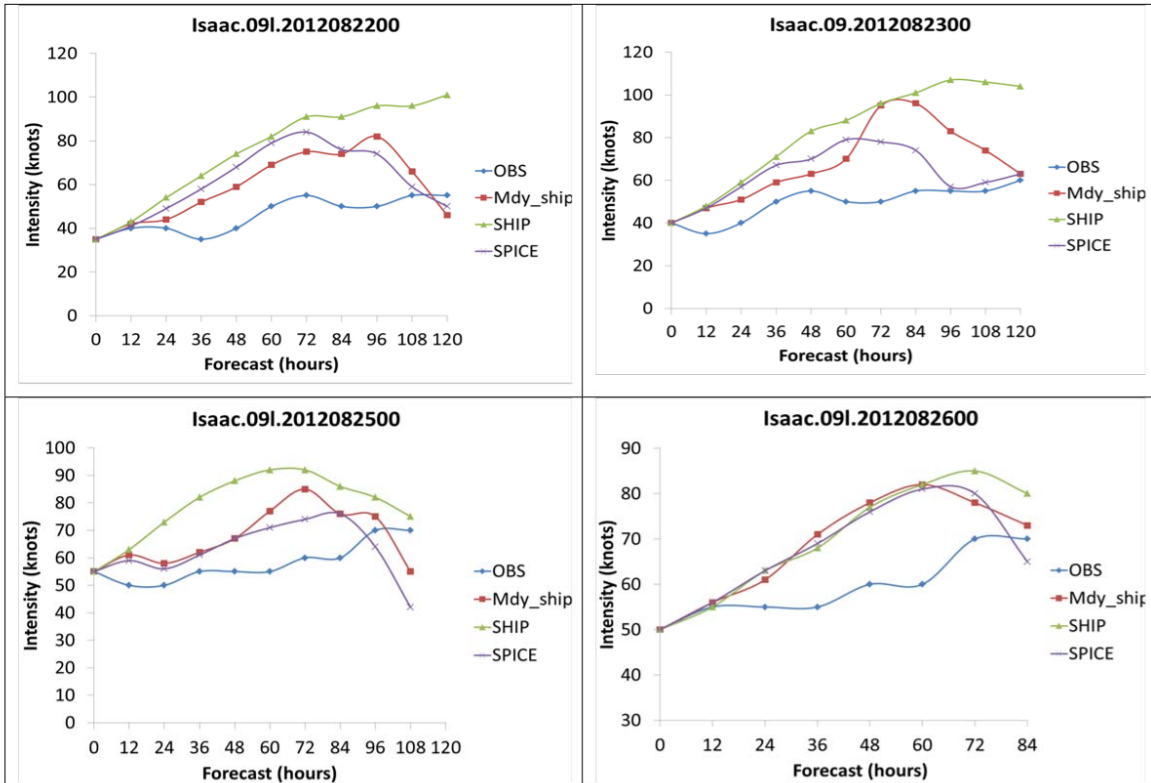 Isaac.09l.2012082200
120
100
80
60
40
20
0
Intensity (knots)
0 12 24 36 48 60 72 84 96 108 120
Forecast (hours)
OBS
Mdy_ship
SHIP
SPICE
Isaac.09.2012082300
120
100
80
60
40
20
0
Intensity (knots)
0 12 24 36 48 60 72 84 96 108 120
Forecast (hours)
OBS
Mdy_ship
SHIP
SPICE
Isaac.09l.2012082500
100
90
80
70
60
50
40
30
20
10
0
Intensity (knots)
0 12 24 36 48 60 72 84 96 108 120
Forecast (hours)
OBS
Mdy_ship
SHIP
SPICE
Isaac.09l.2012082600
90
80
70
60
50
40
30
Intensity (knots)
0 12 24 36 48 60 72 84
Forecast (hours)
OBS
Mdy_ship
SHIP
SPICE